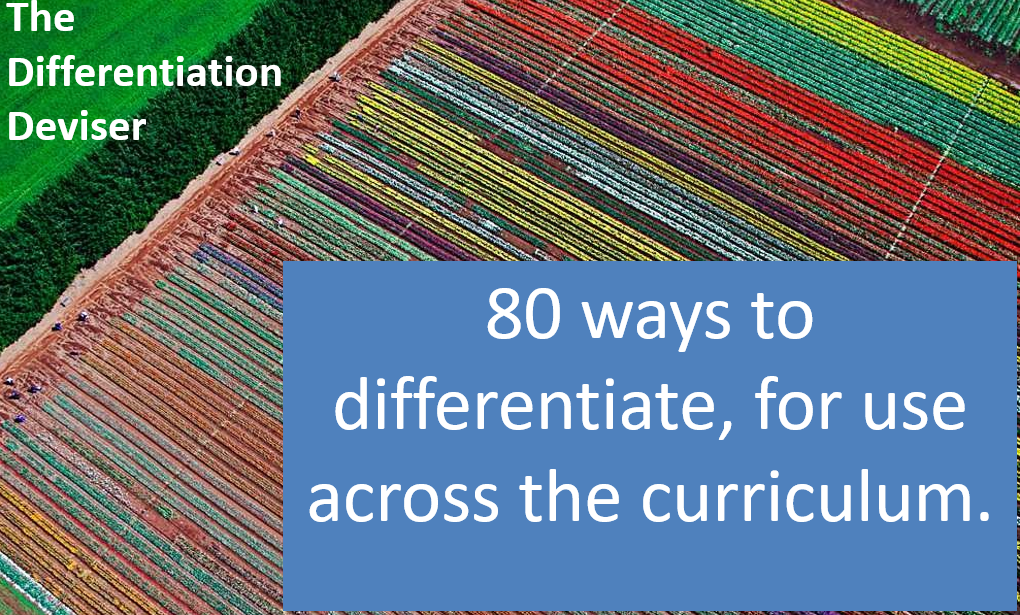 The
Differentiation
Deviser
80 ways to
differentiate, for use
across the curriculum.